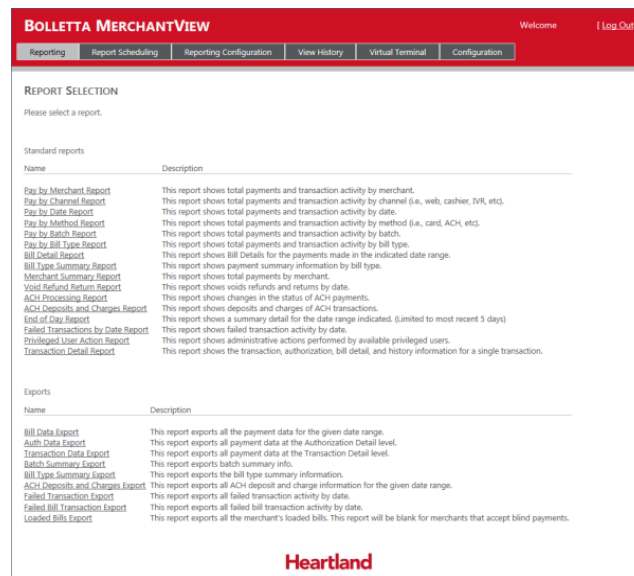 BOLLETTA MERCHANTVIEW Welcome [ Log Out
Reporting Report Scheduling Reporting Configuration View History Virtual Terminal Configuration
REPORT SELECTION
Please select a report.
Standard reports
Name Description
Pay by Merchant Report This report shows total payments and transaction activity by merchant.
Pay by Channel Report This report shows total payments and transaction activity by channel (i.e., web, cashier, IVR, etc).
Pay by Date Report This report shows total payments and transaction activity by date.
Pay by Method Report This report shows total payments and transaction activity by method (i.e., card, ACH, etc).
Pay by Batch Report This report shows total payments and transaction activity by batch.
Pay by Bill Type Report This report shows total payments and transaction activity by bill type.
Bill Detail Report This report shows Bill Details for the payments made in the indicated date range.
Bill Type Summary Report This report shows payment summary information by bill type.
Merchant Summary Report This report shows total payments by merchant.
Void Refund Return Report This report shows voids refunds and returns by date.
ACH Processing Report This report shows changes in the status of ACH payments.
ACH Deposits and Charges Report This report shows deposits and charges of ACH transactions.
End of Day Report This report shows a summary detail for the date range indicated. (Limited to most recent 5 days)
Failed Transactions by Date Report This report shows failed transaction activity by date.
Privileged User Action Report This report shows administrative actions performed by available privileged users.
Transaction Detail Report This report shows the transaction, authorization, bill detail, and history information for a single transaction.
Exports
Name Description
Bill Data Export This report exports all the payment data for the given date range.
Auth Data Export This report exports all payment data at the Authorization Detail level.
Transaction Data Export This report exports all payment data at the Transaction Detail level.
Batch Summary Export This report exports batch summary info.
Bill Type Summary Export This report exports the bill type summary information.
ACH Deposits and Charges Export This report exports all ACH deposit and charge information for the given date range.
Failed Transaction Export This report exports all failed transaction activity by date.
Failed Bill Transaction Export This report exports all failed bill transaction activity by date.
Loaded Bills Export This report exports all the merchant's loaded bills. This report will be blank for merchants that accept blind payments.
Heartland